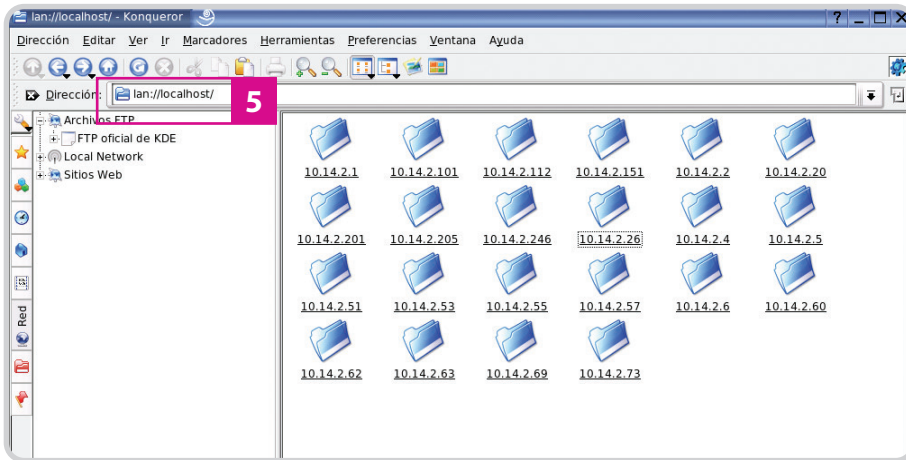 lan://localhost/ - Konqueror
Dirección Editar Ver Ir Marcadores Herramientas Preferencias Ventana Ayuda
Dirección: lan://localhost/
5
Archivos FTP
FTP oficial de KDE
Local Network
Sitios Web
Red
10.14.2.1 10.14.2.101 10.14.2.112 10.14.2.151 10.14.2.2 10.14.2.20
10.14.2.201 10.14.2.205 10.14.2.246 10.14.2.26 10.14.2.4 10.14.2.5
10.14.2.51 10.14.2.53 10.14.2.55 10.14.2.57 10.14.2.6 10.14.2.60
10.14.2.62 10.14.2.63 10.14.2.69 10.14.2.73